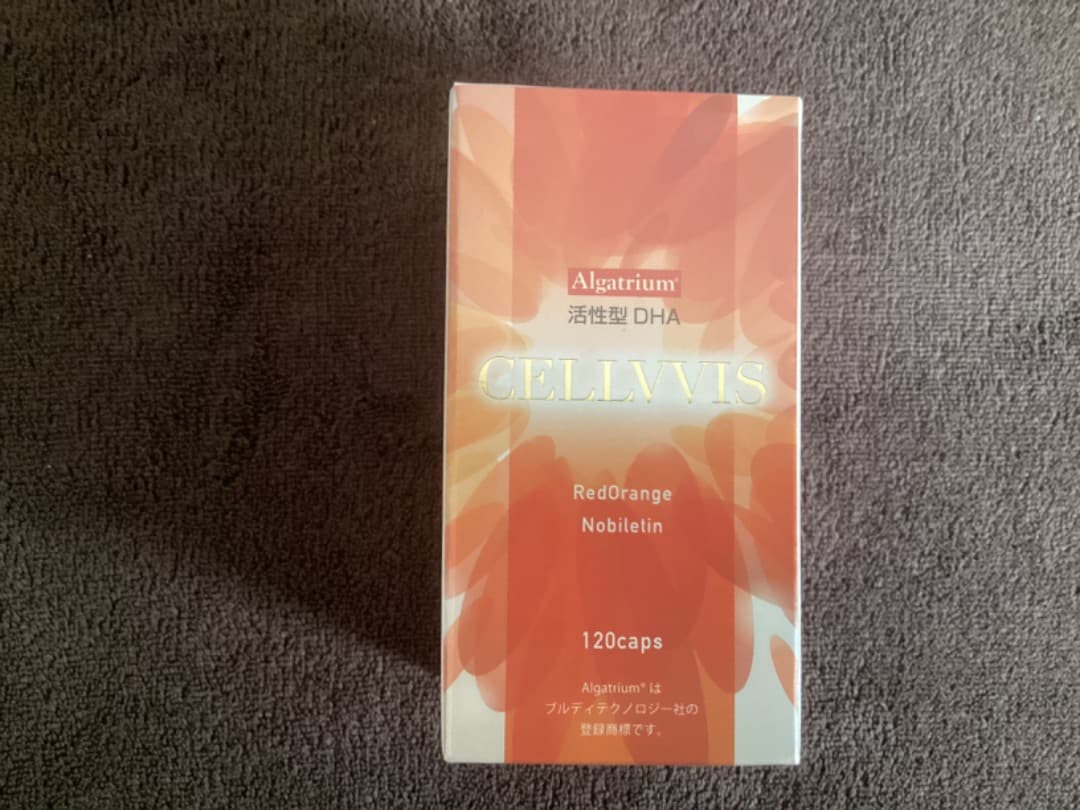 Algatrium®
活性型 DHA
CELLVVIS
RedOrange
Nobiletin
120caps
Algatrium® は
ブルディテクノロジー社の
登録商標です。